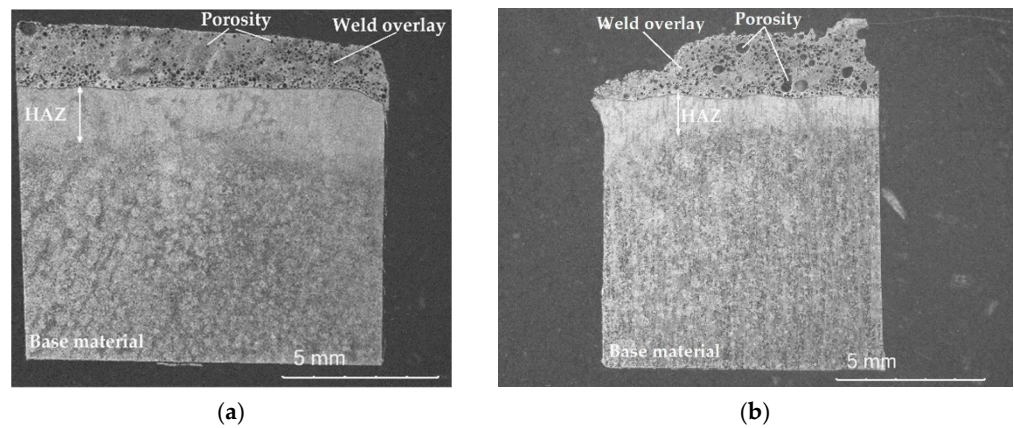 Porosity
Weld overlay
HAZ
Base material
5 mm
(a)
Porosity
Weld overlay
HAZ
Base material
5 mm
(b)